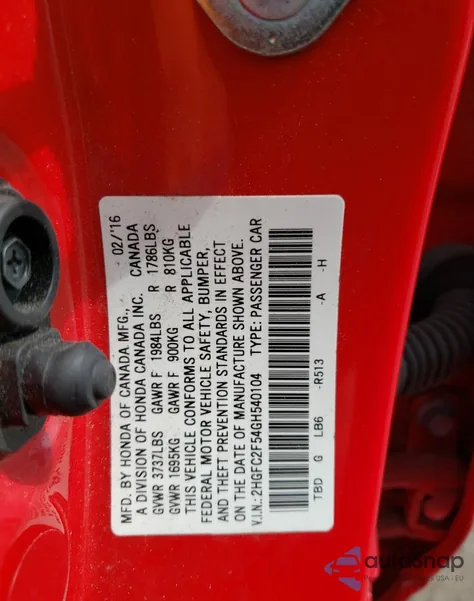 MFD. BY HONDA OF CANADA MFG., 02/'16
A DIVISION OF HONDA CANADA INC. CANADA
GVWR 3737LBS GAWR F 1984LBS R 1786LBS
GVWR 1695KG GAWR F 900KG R 810KG
THIS VEHICLE CONFORMS TO ALL APPLICABLE
FEDERAL MOTOR VEHICLE SAFETY, BUMPER,
AND THEFT PREVENTION STANDARDS IN EFFECT
ON THE DATE OF MANUFACTURE SHOWN ABOVE.
V.I.N.: 2HGFC2F54GH540104 TYPE: PASSENGER CAR
TBD G LB6 -R513 -A -H
autosnap